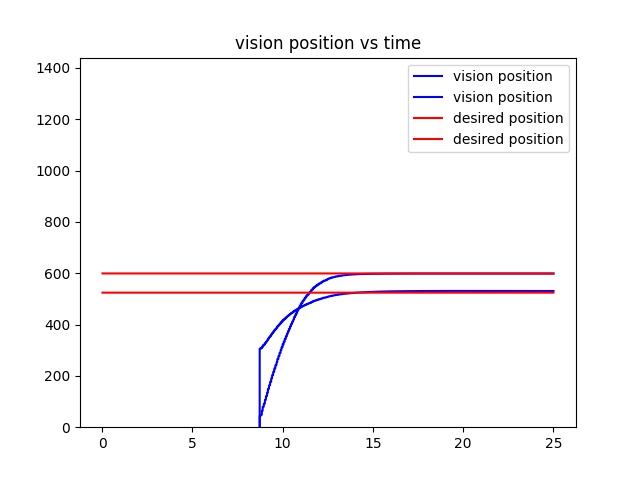 vision position vs time
1400
1200
1000
800
600
400
200
0
vision position
vision position
desired position
desired position
0 5 10 15 20 25